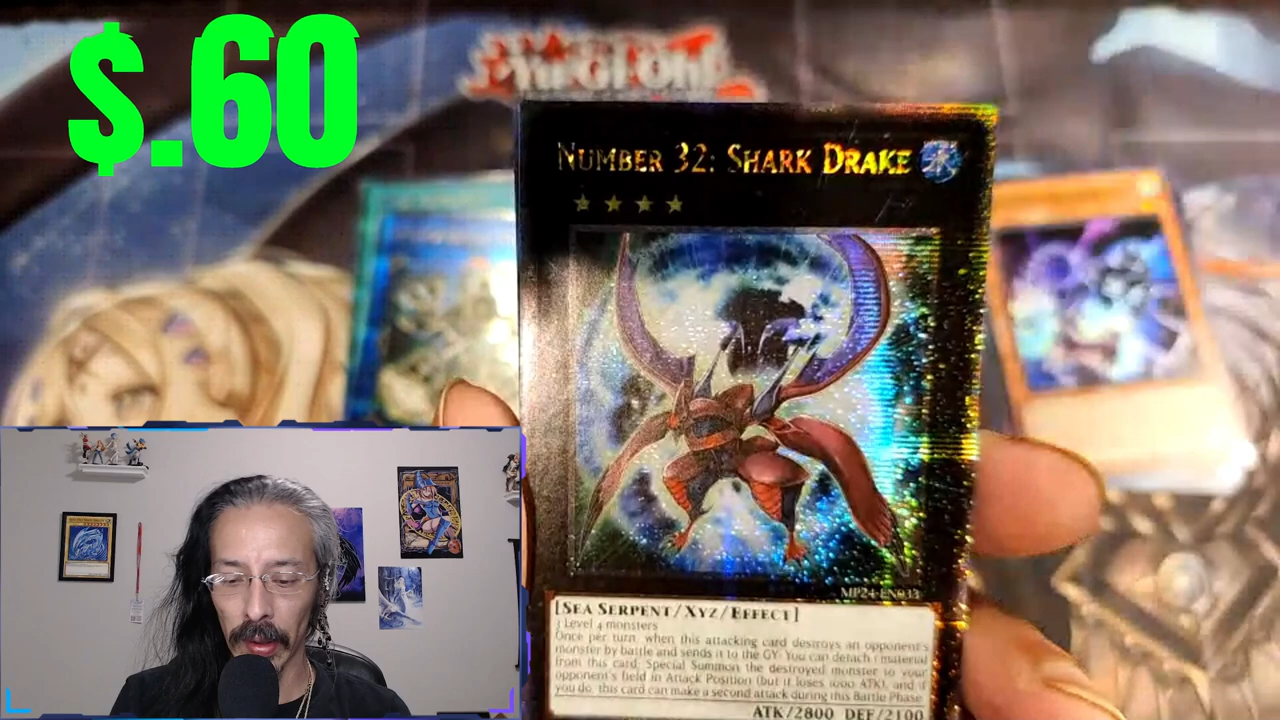 $.60
Yu-Gi-Oh!
NUMBER 32: SHARK DRAKE
MP24-EN033
[SEA SERPENT/XYZ/EFFECT]
3 Level 4 monsters
Once per turn, when this attacking card destroys an opponent's
monster by battle and sends it to the GY: You can detach 1 material
from this card; Special Summon the destroyed monster to your
opponent's field in Attack Position (but it loses 1000 ATK), and if
you do, this card can make a second attack during this Battle Phase.
ATK/2800 DEF/2100